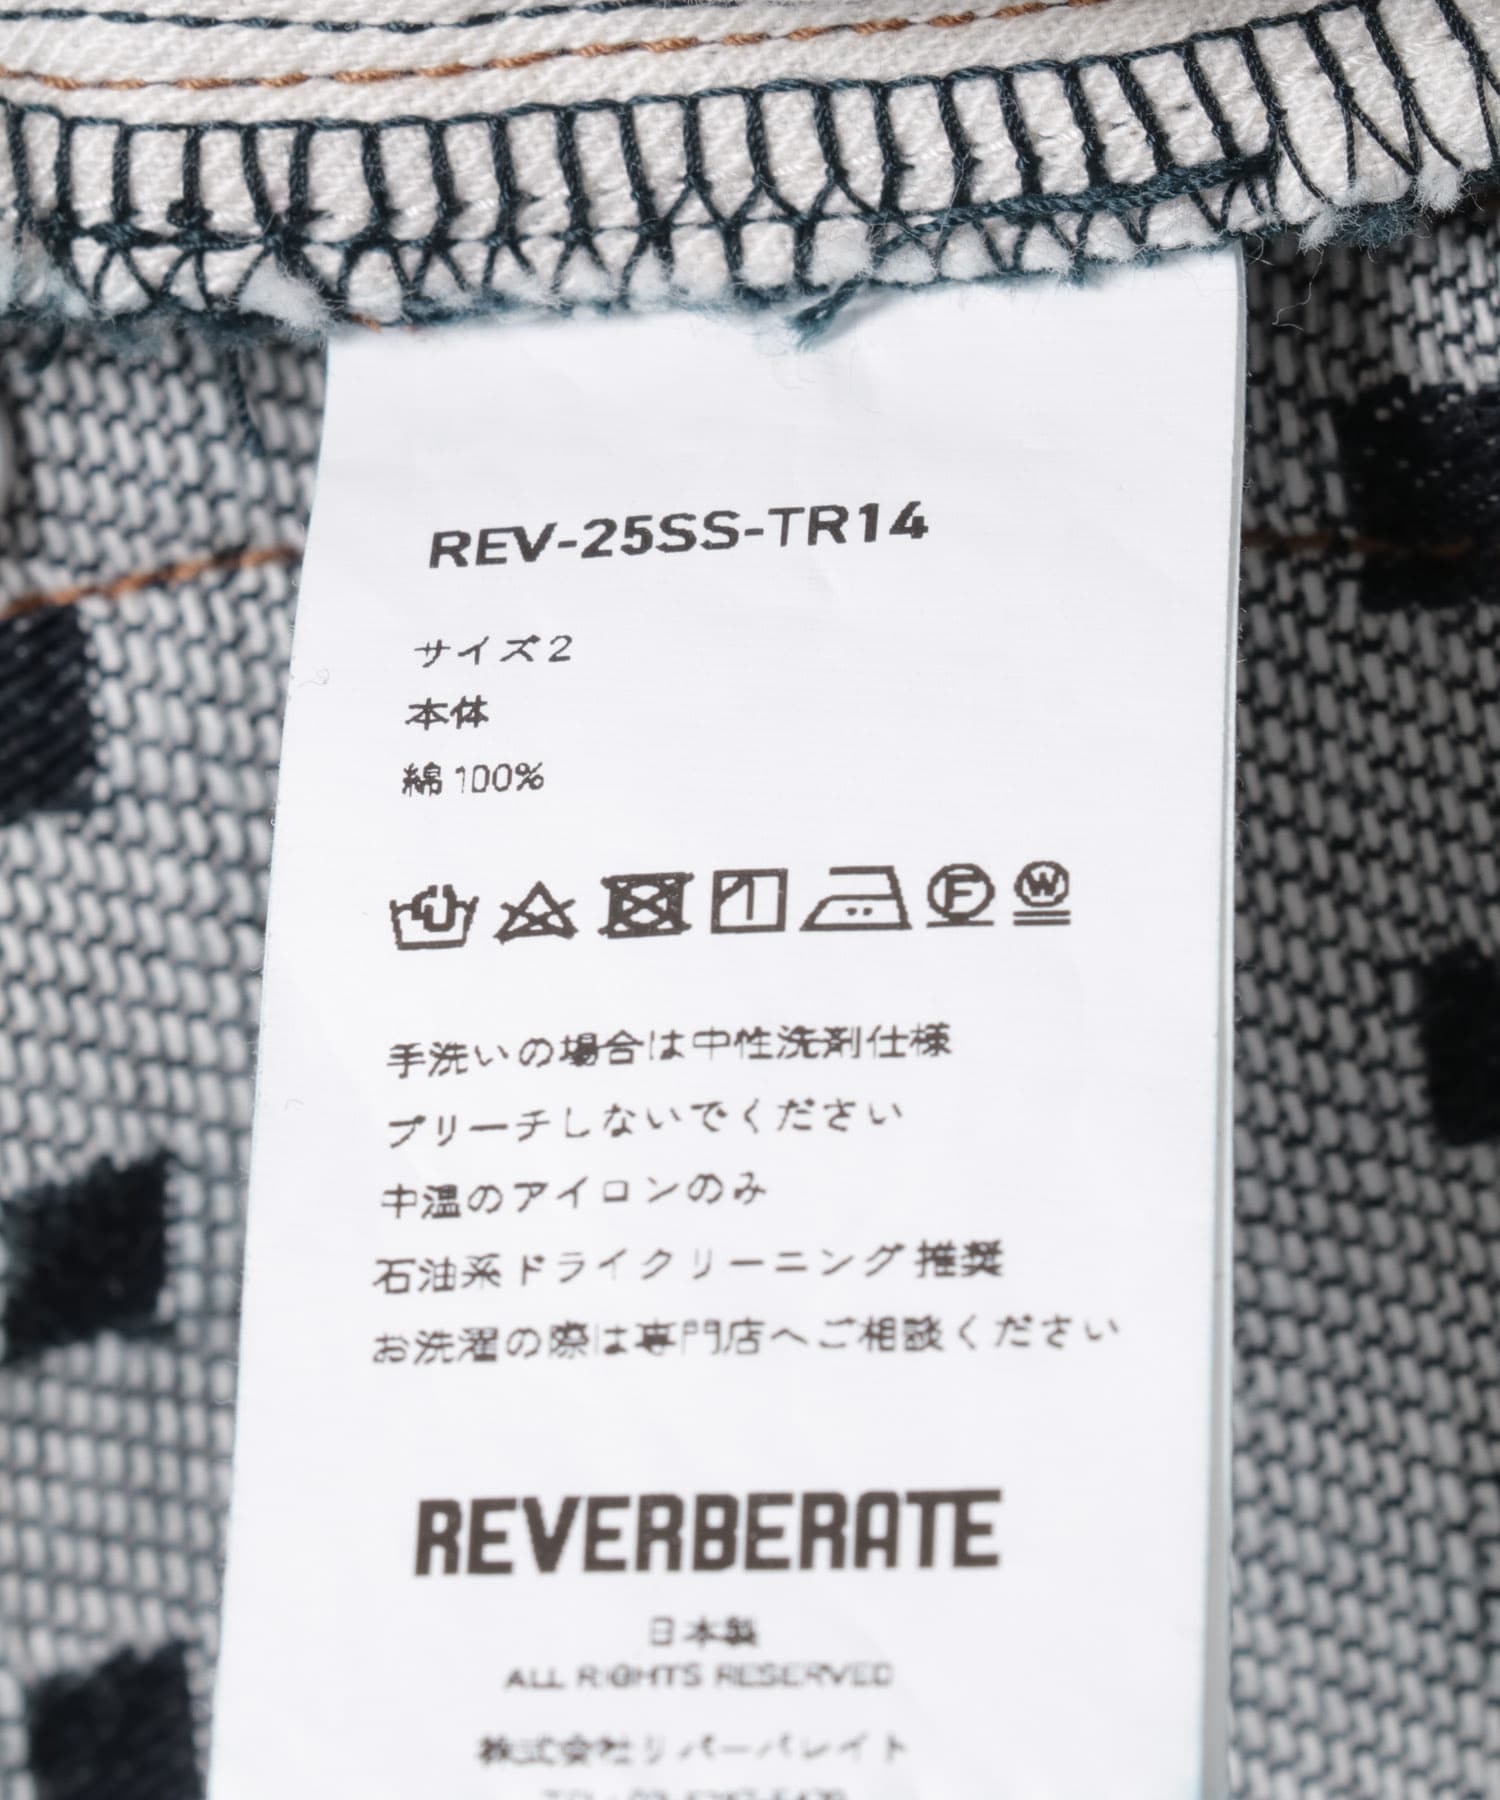 REV-25SS-TR14
サイズ2
本体
綿100%
F W
手洗いの場合は中性洗剤仕様
ブリーチしないでください
中温のアイロンのみ
石油系ドライクリーニング推奨
お洗濯の際は専門店へご相談ください
REVERBERATE
日本製
ALL RIGHTS RESERVED
株式会社リバーバレイト